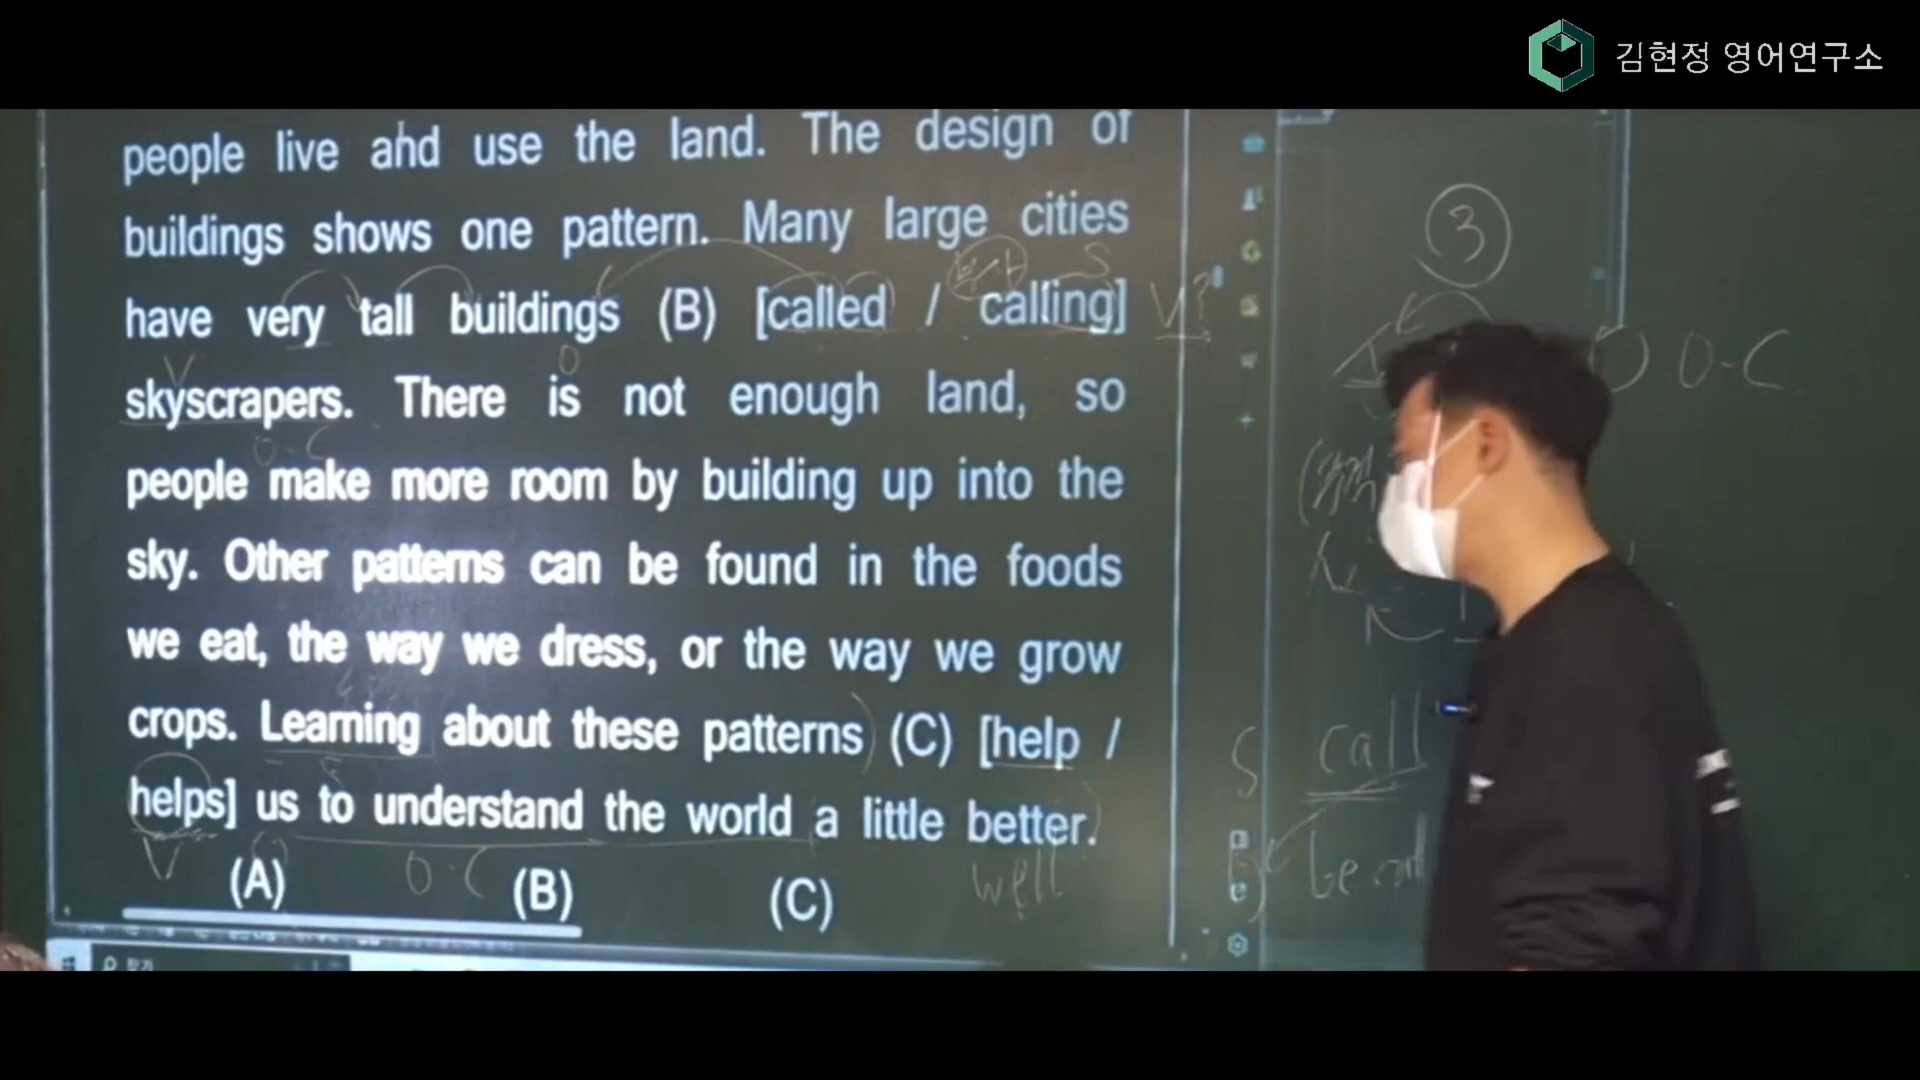 김현정 영어연구소
people live and use the land. The design of
buildings shows one pattern. Many large cities
have very tall buildings (B) [called / calling]
skyscrapers. There is not enough land, so
people make more room by building up into the
sky. Other patterns can be found in the foods
we eat, the way we dress, or the way we grow
crops. Learning about these patterns (C) [help /
helps] us to understand the world a little better.
(A) (B) (C)
부사
S
V?
V
O
O·C
V
O·C
well
3
O O·C
S call